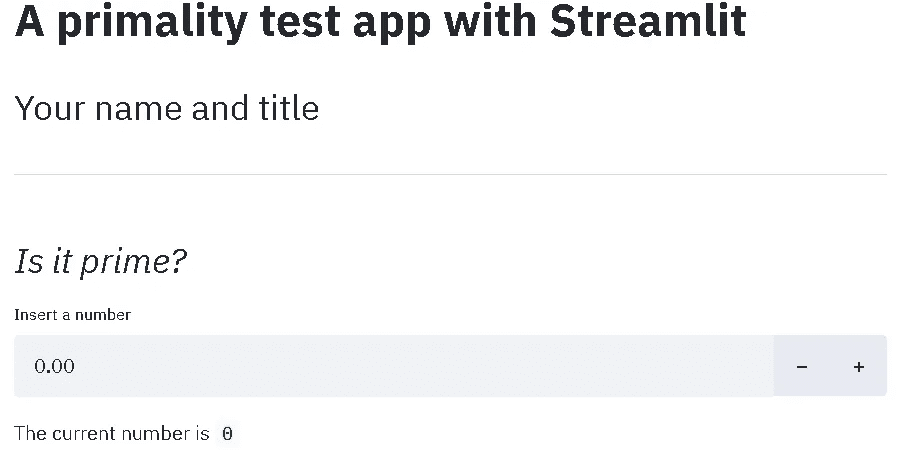 A primality test app with Streamlit
Your name and title
Is it prime?
Insert a number
0.00 − +
The current number is 0